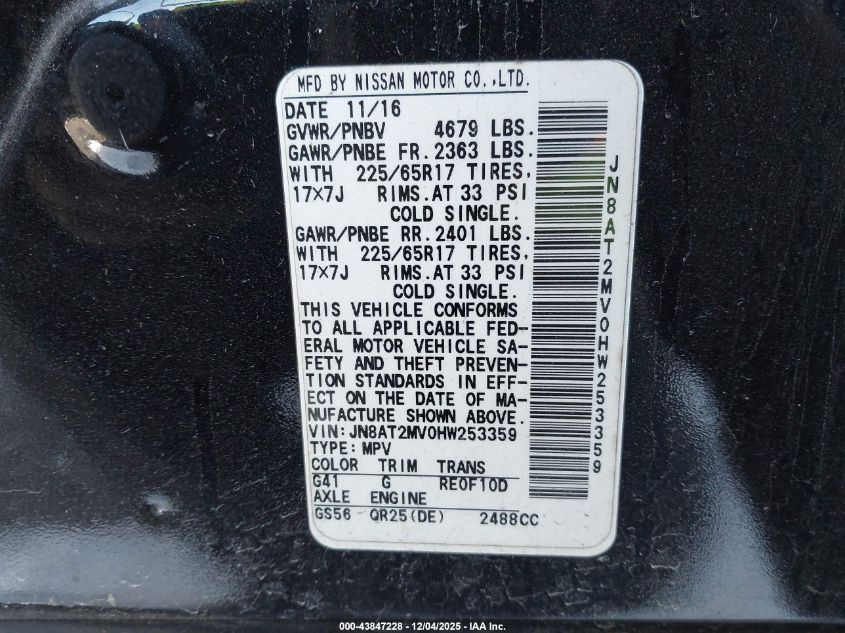 MFD BY NISSAN MOTOR CO.,LTD.
DATE 11/16
GVWR/PNBV 4679 LBS.
GAWR/PNBE FR. 2363 LBS.
WITH 225/65R17 TIRES,
17×7J RIMS.AT 33 PSI
COLD SINGLE.
GAWR/PNBE RR. 2401 LBS.
WITH 225/65R17 TIRES,
17×7J RIMS.AT 33 PSI
COLD SINGLE.
THIS VEHICLE CONFORMS
TO ALL APPLICABLE FED-
ERAL MOTOR VEHICLE SA-
FETY AND THEFT PREVEN-
TION STANDARDS IN EFF-
ECT ON THE DATE OF MA-
NUFACTURE SHOWN ABOVE.
VIN:JN8AT2MV0HW253359
TYPE:MPV
COLOR TRIM TRANS
G41 G RE0F10D
AXLE ENGINE
GS56 QR25(DE) 2488CC
JN8AT2MV0HW253359
000-43847228 - 12/04/2025 - IAA Inc.